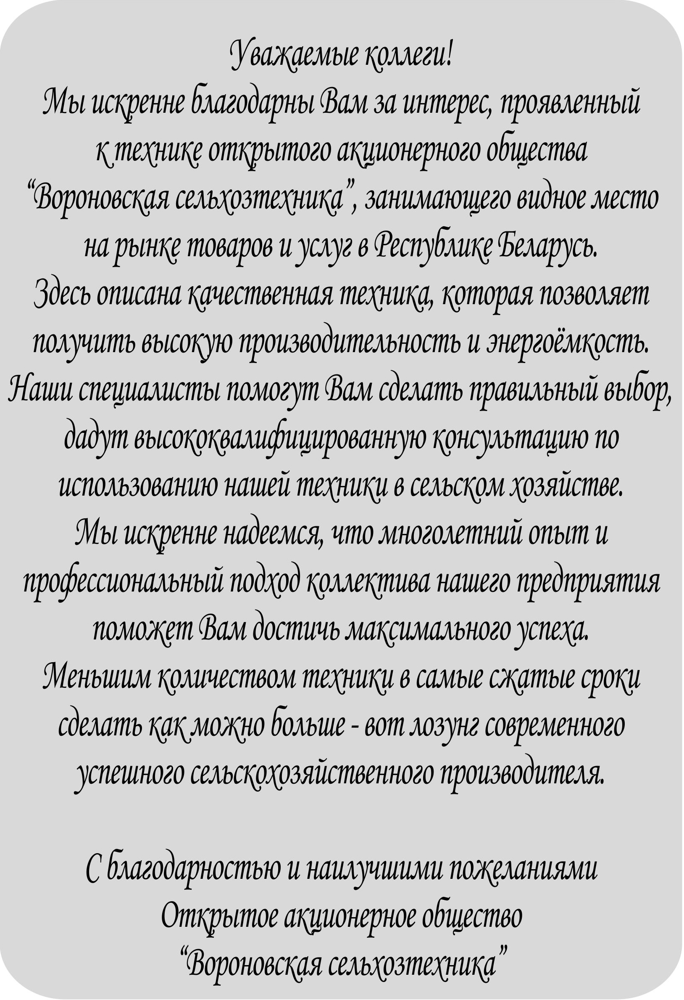 Уважаемые коллеги!
Мы искренне благодарны Вам за интерес, проявленный
к технике открытого акционерного общества
“Вороновская сельхозтехника”, занимающего видное место
на рынке товаров и услуг в Республике Беларусь.
Здесь описана качественная техника, которая позволяет
получить высокую производительность и энергоёмкость.
Наши специалисты помогут Вам сделать правильный выбор,
дадут высококвалифицированную консультацию по
использованию нашей техники в сельском хозяйстве.
Мы искренне надеемся, что многолетний опыт и
профессиональный подход коллектива нашего предприятия
поможет Вам достичь максимального успеха.
Меньшим количеством техники в самые сжатые сроки
сделать как можно больше - вот лозунг современного
успешного сельскохозяйственного производителя.
С благодарностью и наилучшими пожеланиями
Открытое акционерное общество
“Вороновская сельхозтехника”